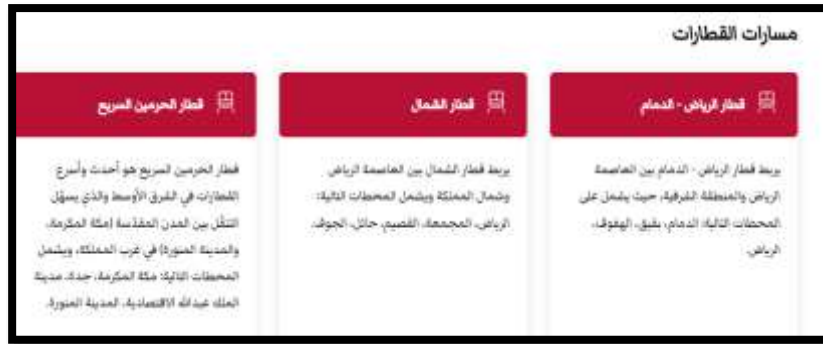 مسارات القطارات
قطار الرياض - الدمام
يربط قطار الرياض - الدمام بين العاصمة
الرياض والمنطقة الشرقية، حيث يشمل على
المحطات التالية: الدمام، بقيق، الهفوف،
الرياض.
قطار الشمال
يربط قطار الشمال بين العاصمة الرياض
وشمال المملكة ويشمل المحطات التالية:
الرياض، المجمعة، القصيم، حائل، الجوف.
قطار الحرمين السريع
قطار الحرمين السريع هو أحدث وأسرع
القطارات في الشرق الأوسط والذي يسهّل
التنقّل بين المدن المقدّسة (مكة المكرمة،
والمدينة المنورة) في غرب المملكة، ويشمل
المحطات التالية: مكة المكرمة، جدة، مدينة
الملك عبدالله الاقتصادية، المدينة المنورة.